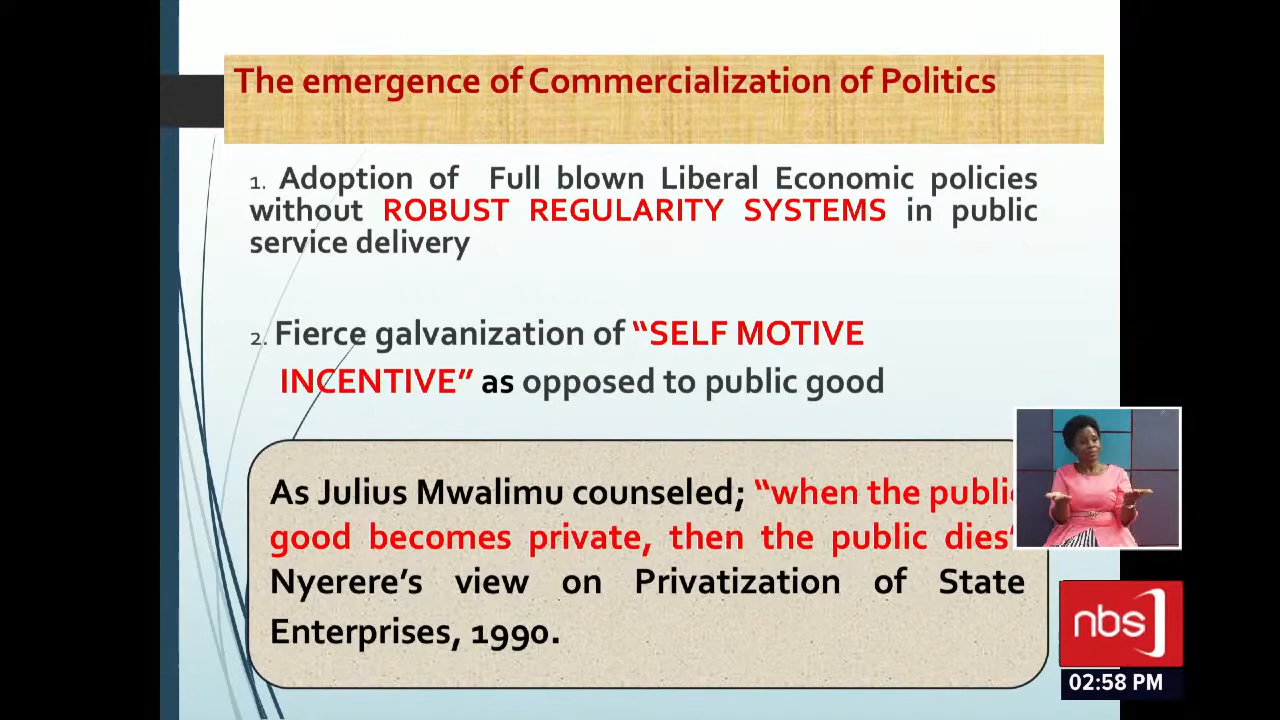 The emergence of Commercialization of Politics
1. Adoption of Full blown Liberal Economic policies
without ROBUST REGULARITY SYSTEMS in public
service delivery
2. Fierce galvanization of “SELF MOTIVE
INCENTIVE” as opposed to public good
As Julius Mwalimu counseled; “when the public
good becomes private, then the public dies”
Nyerere’s view on Privatization of State
Enterprises, 1990.
nbs
02:58 PM